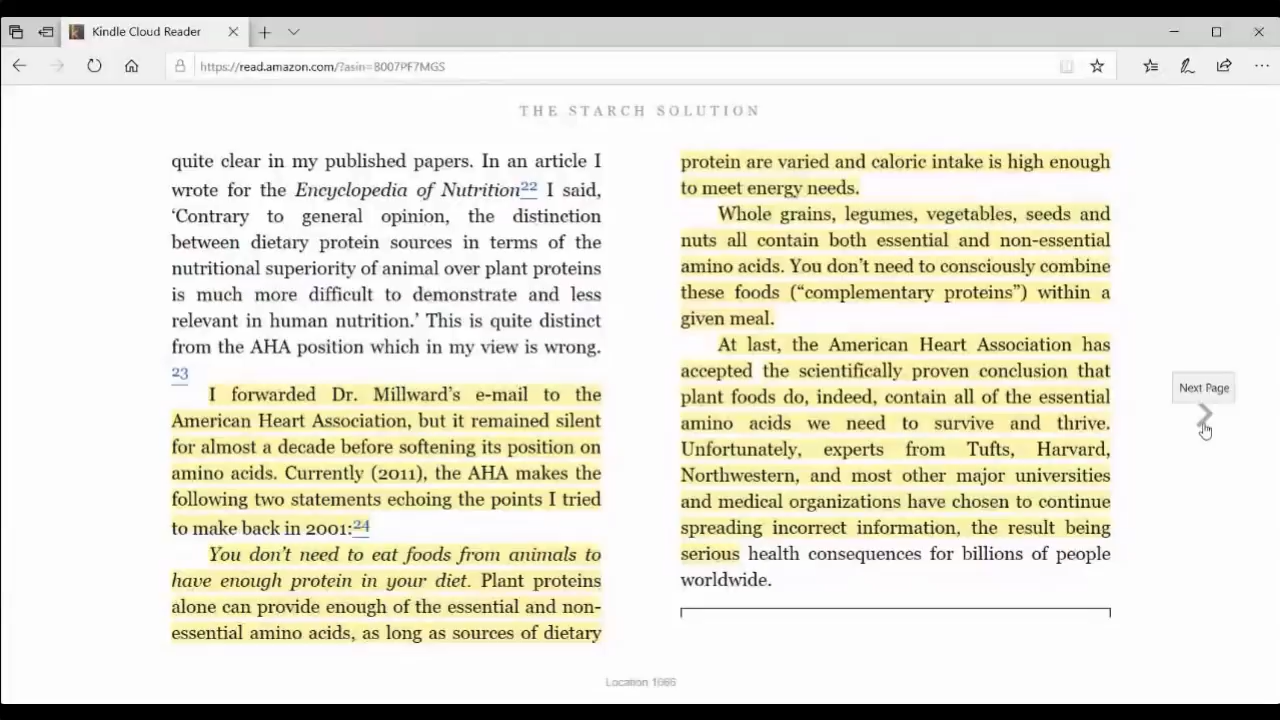 Kindle Cloud Reader
https://read.amazon.com/?asin=B007PF7MGS
THE STARCH SOLUTION
quite clear in my published papers. In an article I
wrote for the Encyclopedia of Nutrition22 I said,
‘Contrary to general opinion, the distinction
between dietary protein sources in terms of the
nutritional superiority of animal over plant proteins
is much more difficult to demonstrate and less
relevant in human nutrition.’ This is quite distinct
from the AHA position which in my view is wrong.
23
I forwarded Dr. Millward’s e-mail to the
American Heart Association, but it remained silent
for almost a decade before softening its position on
amino acids. Currently (2011), the AHA makes the
following two statements echoing the points I tried
to make back in 2001:24
You don’t need to eat foods from animals to
have enough protein in your diet. Plant proteins
alone can provide enough of the essential and non-
essential amino acids, as long as sources of dietary
protein are varied and caloric intake is high enough
to meet energy needs.
Whole grains, legumes, vegetables, seeds and
nuts all contain both essential and non-essential
amino acids. You don’t need to consciously combine
these foods (“complementary proteins”) within a
given meal.
At last, the American Heart Association has
accepted the scientifically proven conclusion that
plant foods do, indeed, contain all of the essential
amino acids we need to survive and thrive.
Unfortunately, experts from Tufts, Harvard,
Northwestern, and most other major universities
and medical organizations have chosen to continue
spreading incorrect information, the result being
serious health consequences for billions of people
worldwide.
Next Page
Location 1066